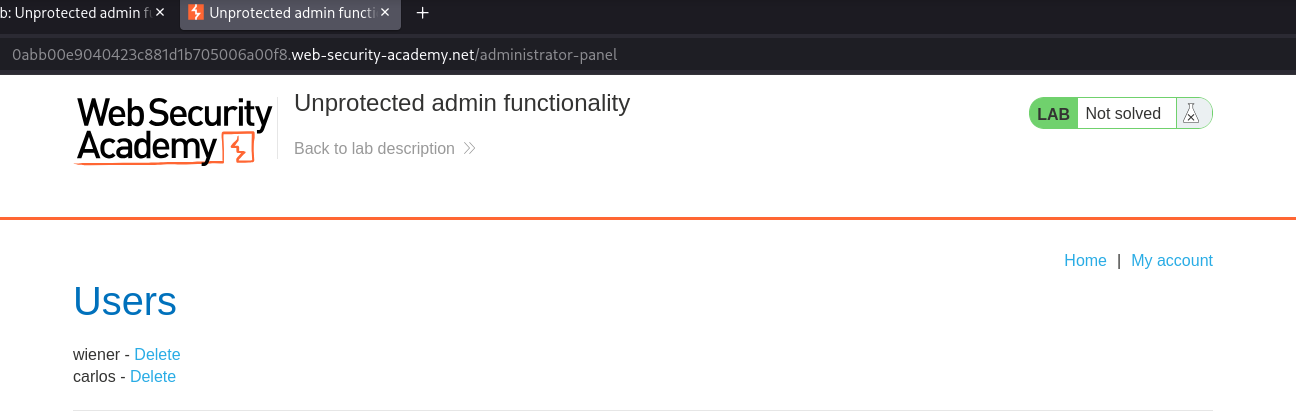 b: Unprotected admin fu ✕ Unprotected admin functi ✕ +
0abb00e9040423c881d1b705006a00f8.web-security-academy.net/administrator-panel
Web Security
Academy
Unprotected admin functionality
Back to lab description
LAB Not solved
Home | My account
Users
wiener - Delete
carlos - Delete